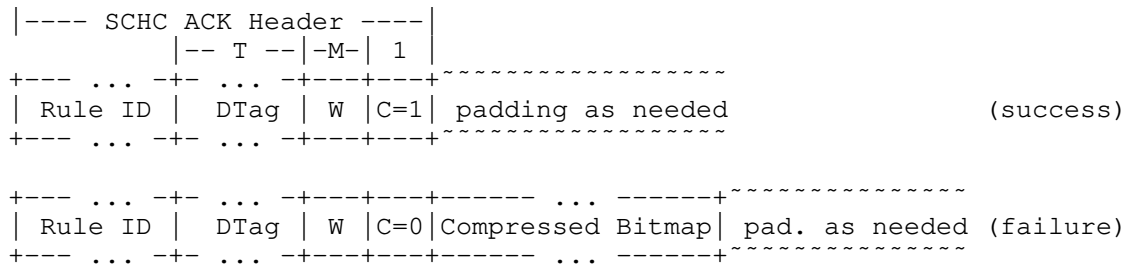 |---- SCHC ACK Header ----|
         |-- T --|-M-| 1 |
+--- ... -+- ... -+---+---+~~~~~~~~~~~~~~~~~~
| Rule ID |  DTag | W |C=1| padding as needed                (success)
+--- ... -+- ... -+---+---+~~~~~~~~~~~~~~~~~~
+--- ... -+- ... -+---+---+------ ... ------+~~~~~~~~~~~~~~~
| Rule ID |  DTag | W |C=0|Compressed Bitmap| pad. as needed (failure)
+--- ... -+- ... -+---+---+------ ... ------+~~~~~~~~~~~~~~~